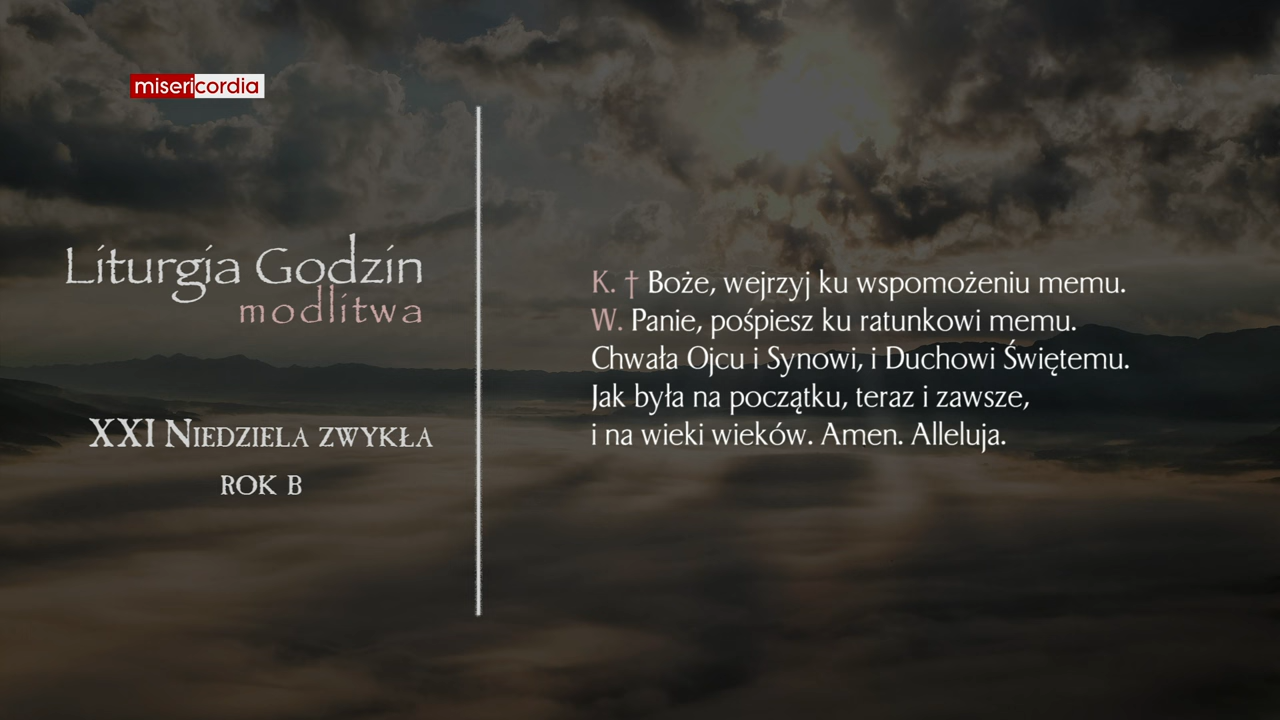 misericordia
Liturgia Godzin
modlitwa
XXI Niedziela zwykła
rok B
K. † Boże, wejrzyj ku wspomożeniu memu.
W. Panie, pośpiesz ku ratunkowi memu.
Chwała Ojcu i Synowi, i Duchowi Świętemu.
Jak była na początku, teraz i zawsze,
i na wieki wieków. Amen. Alleluja.